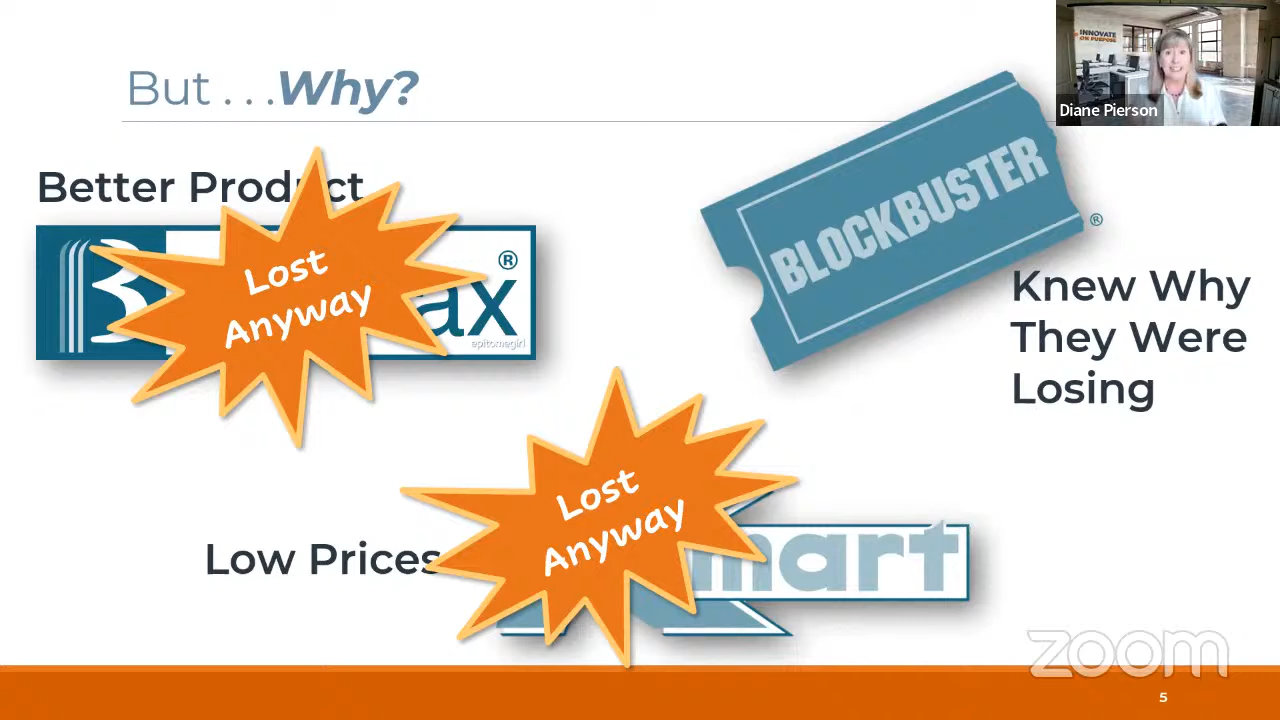 But . . . Why?
INNOVATE
ON PURPOSE
Diane Pierson
Better Product
ax
®
epitomegirl
Lost
Anyway
BLOCKBUSTER
®
Knew Why
They Were
Losing
Low Prices
Lost
Anyway
mart
zoom
5